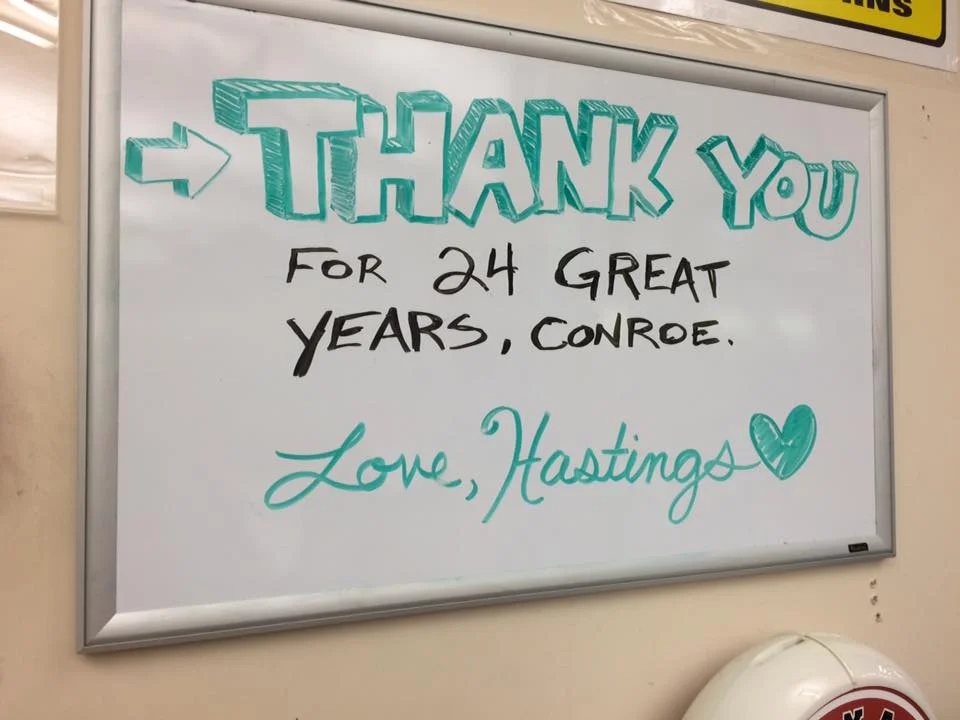 THANK YOU
FOR 24 GREAT
YEARS, CONROE.
Love, Hastings